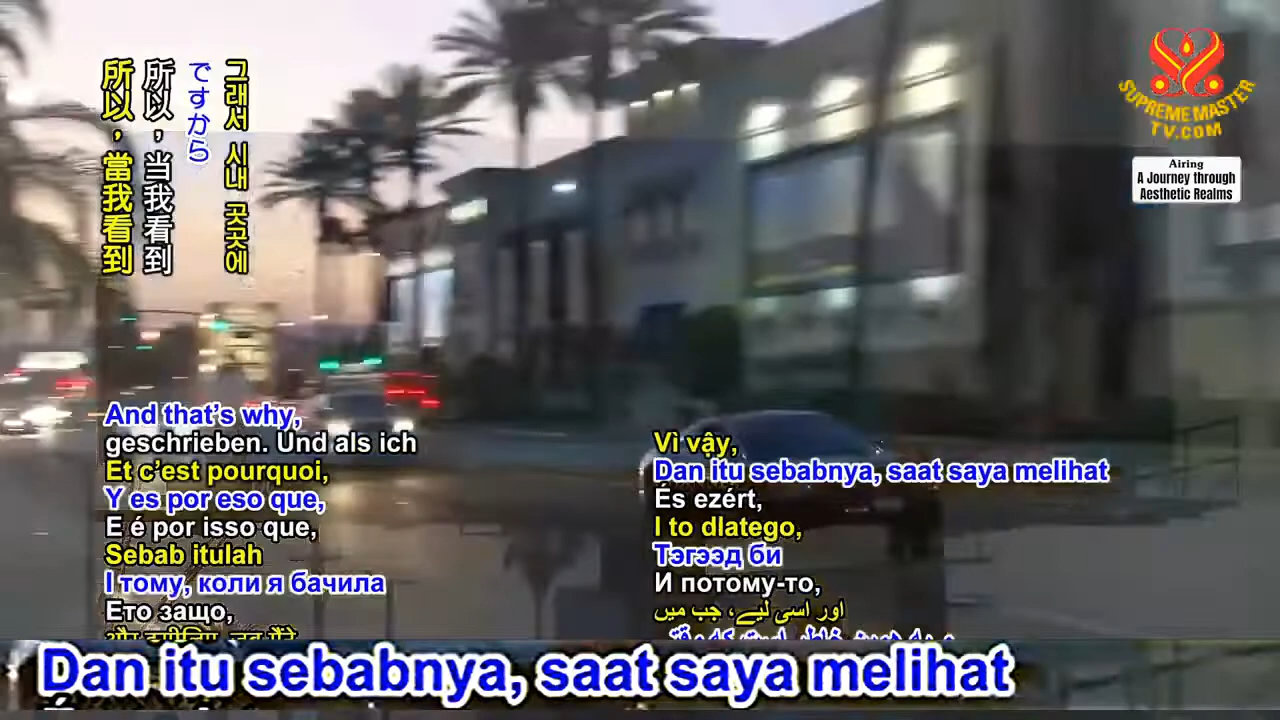 所以，當我看到
所以，当我看到
ですから
그래서 시내 곳곳에
SUPREME MASTER
TV.COM
Airing
A Journey through
Aesthetic Realms
And that's why,
geschrieben. Und als ich
Et c'est pourquoi,
Y es por eso que,
E é por isso que,
Sebab itulah
І тому, коли я бачила
Ето защо,
Vì vậy,
Dan itu sebabnya, saat saya melihat
És ezért,
I to dlatego,
Тэгээд би
И потому-то,
اور اسی لیے، جب میں
Dan itu sebabnya, saat saya melihat